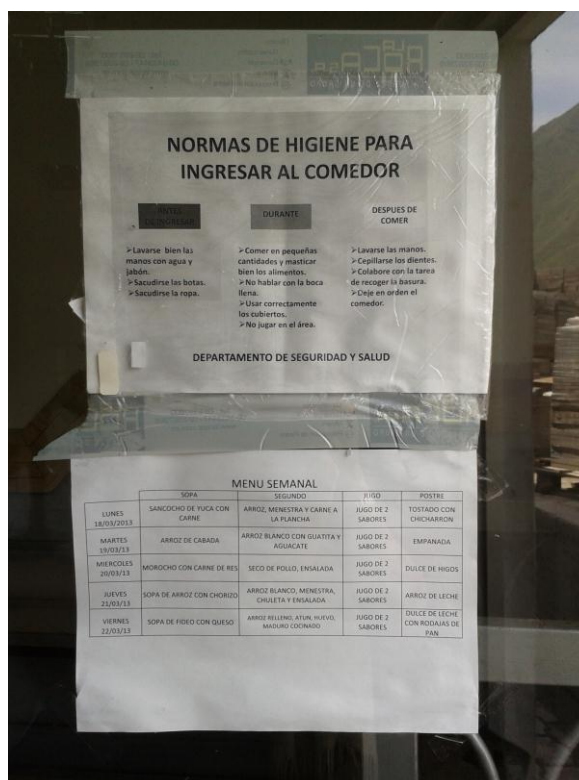 NORMAS DE HIGIENE PARA
INGRESAR AL COMEDOR
ANTES
DE INGRESAR
➢Lavarse bien las
manos con agua y
jabón.
➢Sacudirse las botas.
➢Sacudirse la ropa.
DURANTE
➢Comer en pequeñas
cantidades y masticar
bien los alimentos.
➢No hablar con la boca
llena.
➢Usar correctamente
los cubiertos.
➢No jugar en el área.
DESPUES DE
COMER
➢Lavarse las manos.
➢Cepillarse los dientes.
➢Colabore con la tarea
de recoger la basura.
➢Deje en orden el
comedor.
DEPARTAMENTO DE SEGURIDAD Y SALUD
MENU SEMANAL
SOPA SEGUNDO JUGO POSTRE
LUNES
18/03/2013
SANCOCHO DE YUCA CON
CARNE
ARROZ, MENESTRA Y CARNE A
LA PLANCHA
JUGO DE 2
SABORES
TOSTADO CON
CHICHARRON
MARTES
19/03/13
ARROZ DE CABADA
ARROZ BLANCO CON GUATITA Y
AGUACATE
JUGO DE 2
SABORES
EMPANADA
MIERCOLES
20/03/13
MOROCHO CON CARNE DE RES
SECO DE POLLO, ENSALADA
JUGO DE 2
SABORES
DULCE DE HIGOS
JUEVES
21/03/13
SOPA DE ARROZ CON CHORIZO
ARROZ BLANCO, MENESTRA,
CHULETA Y ENSALADA
JUGO DE 2
SABORES
ARROZ DE LECHE
VIERNES
22/03/13
SOPA DE FIDEO CON QUESO
ARROZ RELLENO, ATUN, HUEVO,
MADURO COCINADO
JUGO DE 2
SABORES
DULCE DE LECHE
CON RODAJAS DE
PAN